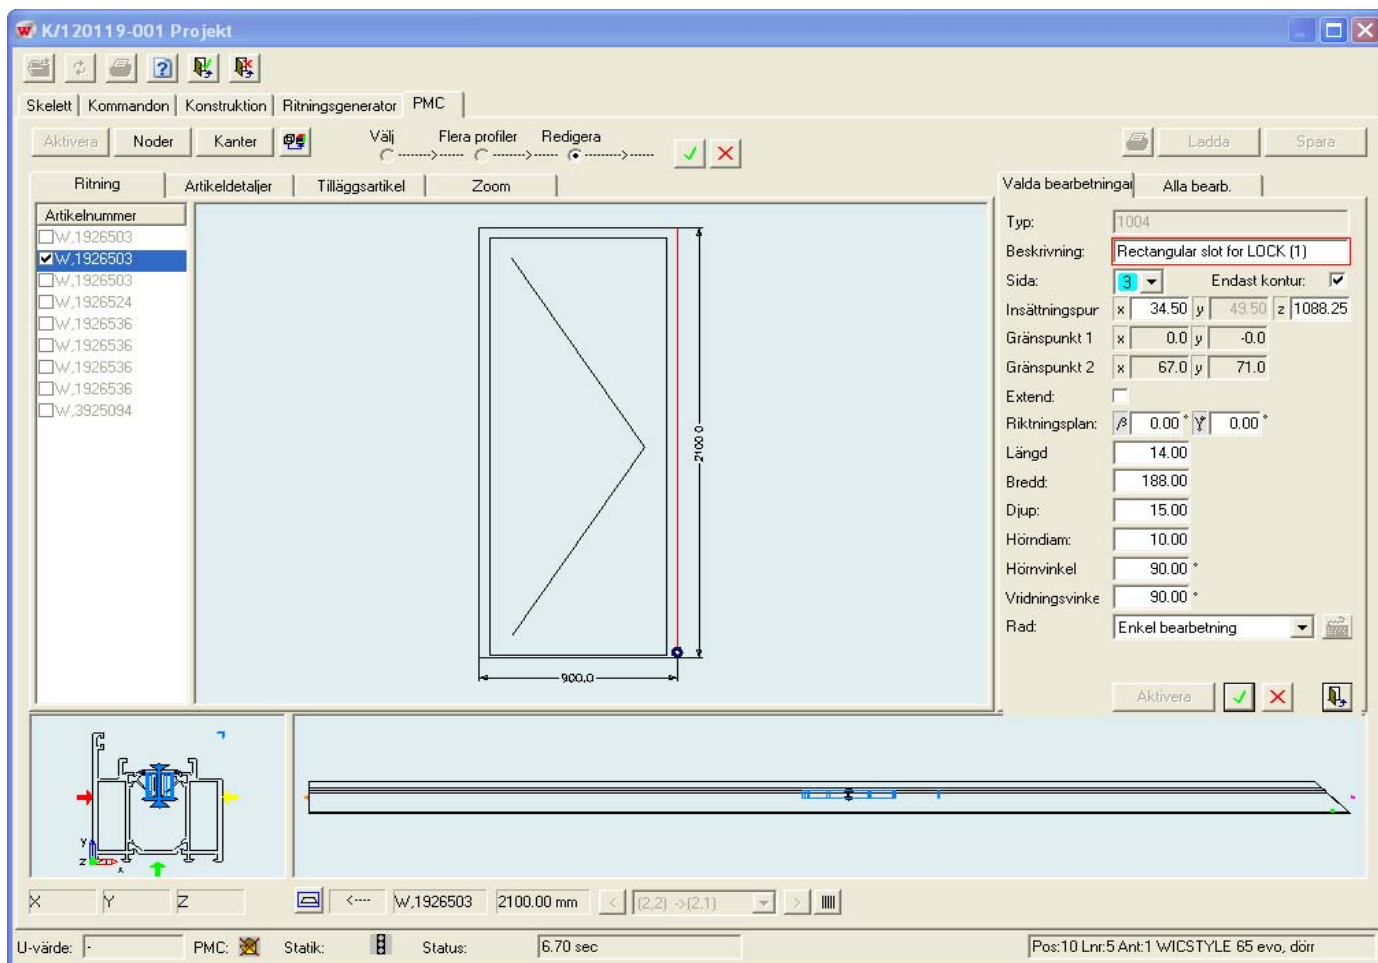 K/120119-001 Projekt
Skelett Kommandon Konstruktion Ritningsgenerator PMC
Aktivera Noder Kanter Välj Flera profiler Redigera Ladda Spara
Ritning Artikeldetaljer Tilläggsartikel Zoom
Valda bearbetningar Alla bearb.
Artikelnummer
W,1926503
W,1926503
W,1926503
W,1926524
W,1926536
W,1926536
W,1926536
W,1926536
W,3925094
2100.0
900.0
Typ: 1004
Beskrivning: Rectangular slot for LOCK (1)
Sida: 3 Endast kontur:
Insättningspur x 34.50 y 49.50 z 1088.25
Gränspunkt 1 x 0.0 y -0.0
Gränspunkt 2 x 67.0 y 71.0
Extend:
Riktningsplan: β 0.00 ° γ 0.00 °
Längd 14.00
Bredd: 188.00
Djup: 15.00
Hörndiam: 10.00
Hörnvinkel 90.00 °
Vridningsvinke 90.00 °
Rad: Enkel bearbetning
Aktivera
y
z x
X Y Z <---- W,1926503 2100.00 mm < (2,2) ->(2,1) >
U-värde: - PMC: Statik: Status: 6.70 sec Pos:10 Lnr:5 Ant:1 WICSTYLE 65 evo, dörr